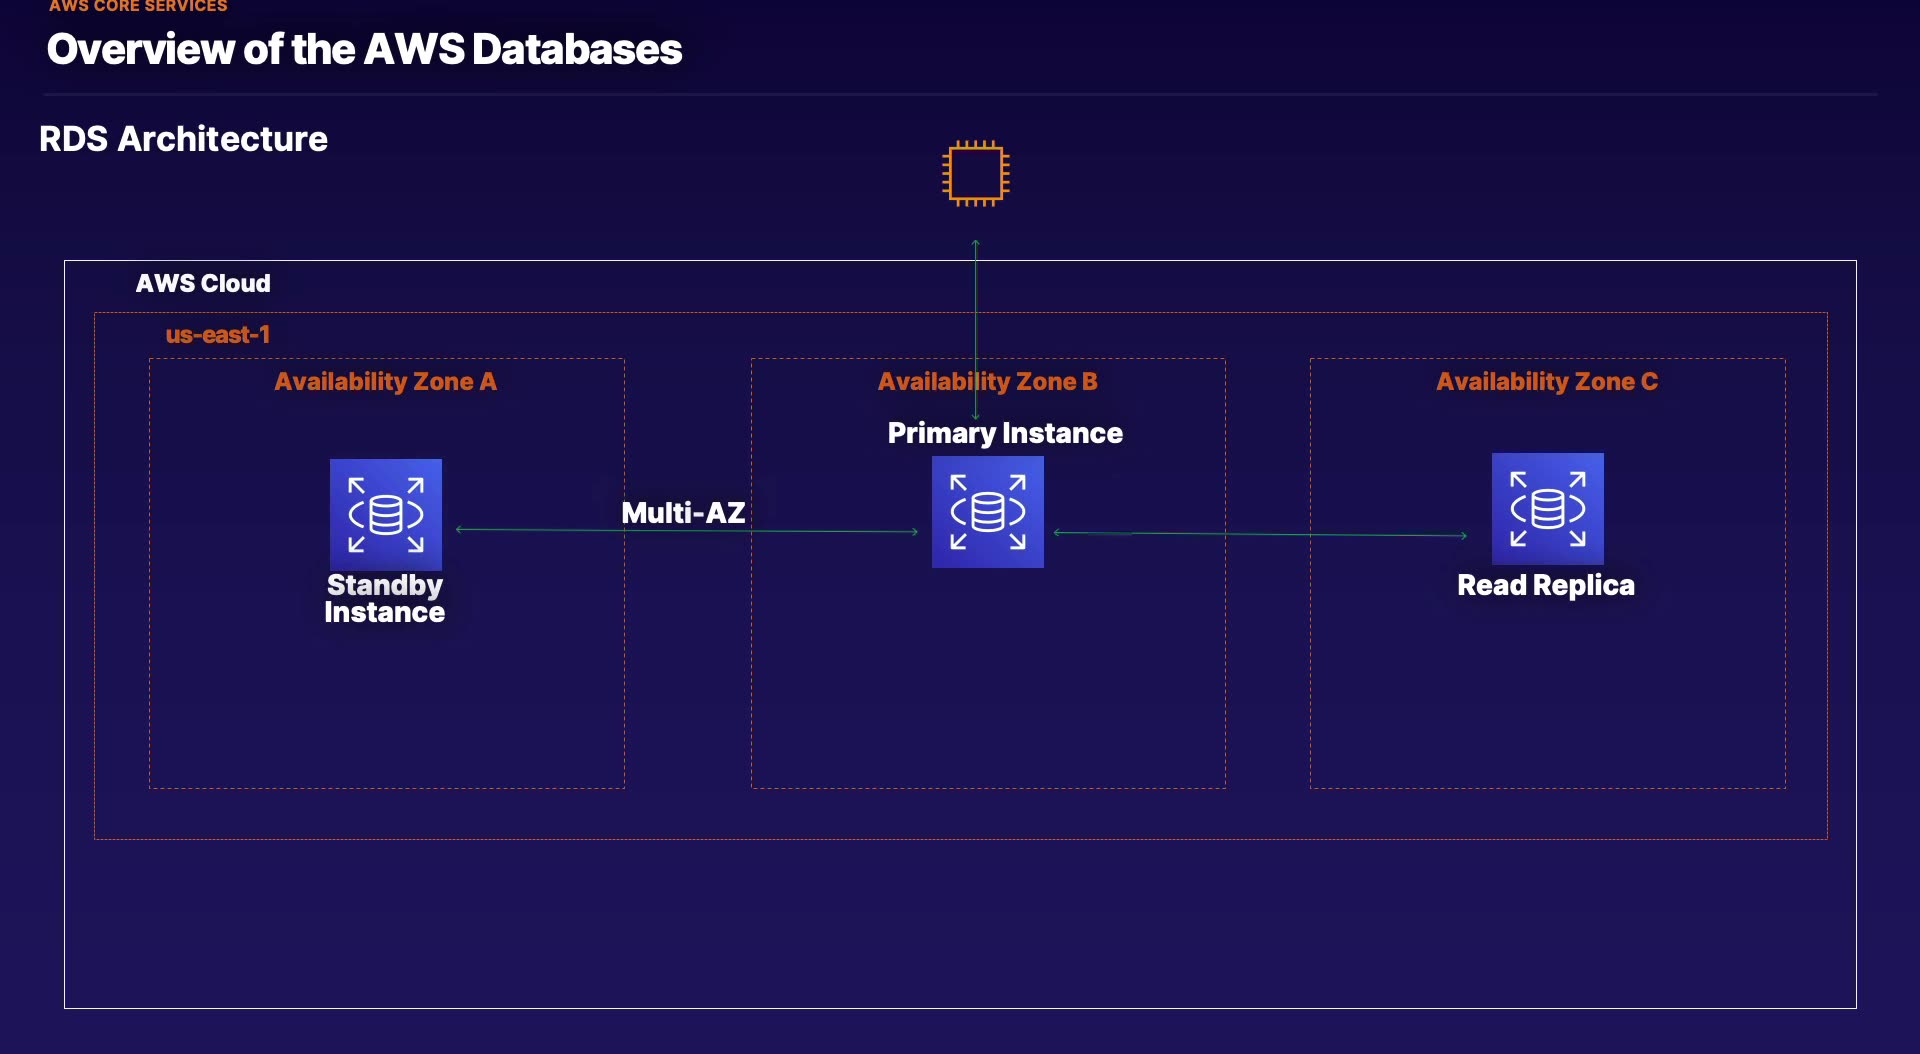 AWS CORE SERVICES
Overview of the AWS Databases
RDS Architecture
AWS Cloud
us-east-1
Availability Zone A
Availability Zone B
Availability Zone C
Primary Instance
Multi-AZ
Standby
Instance
Read Replica